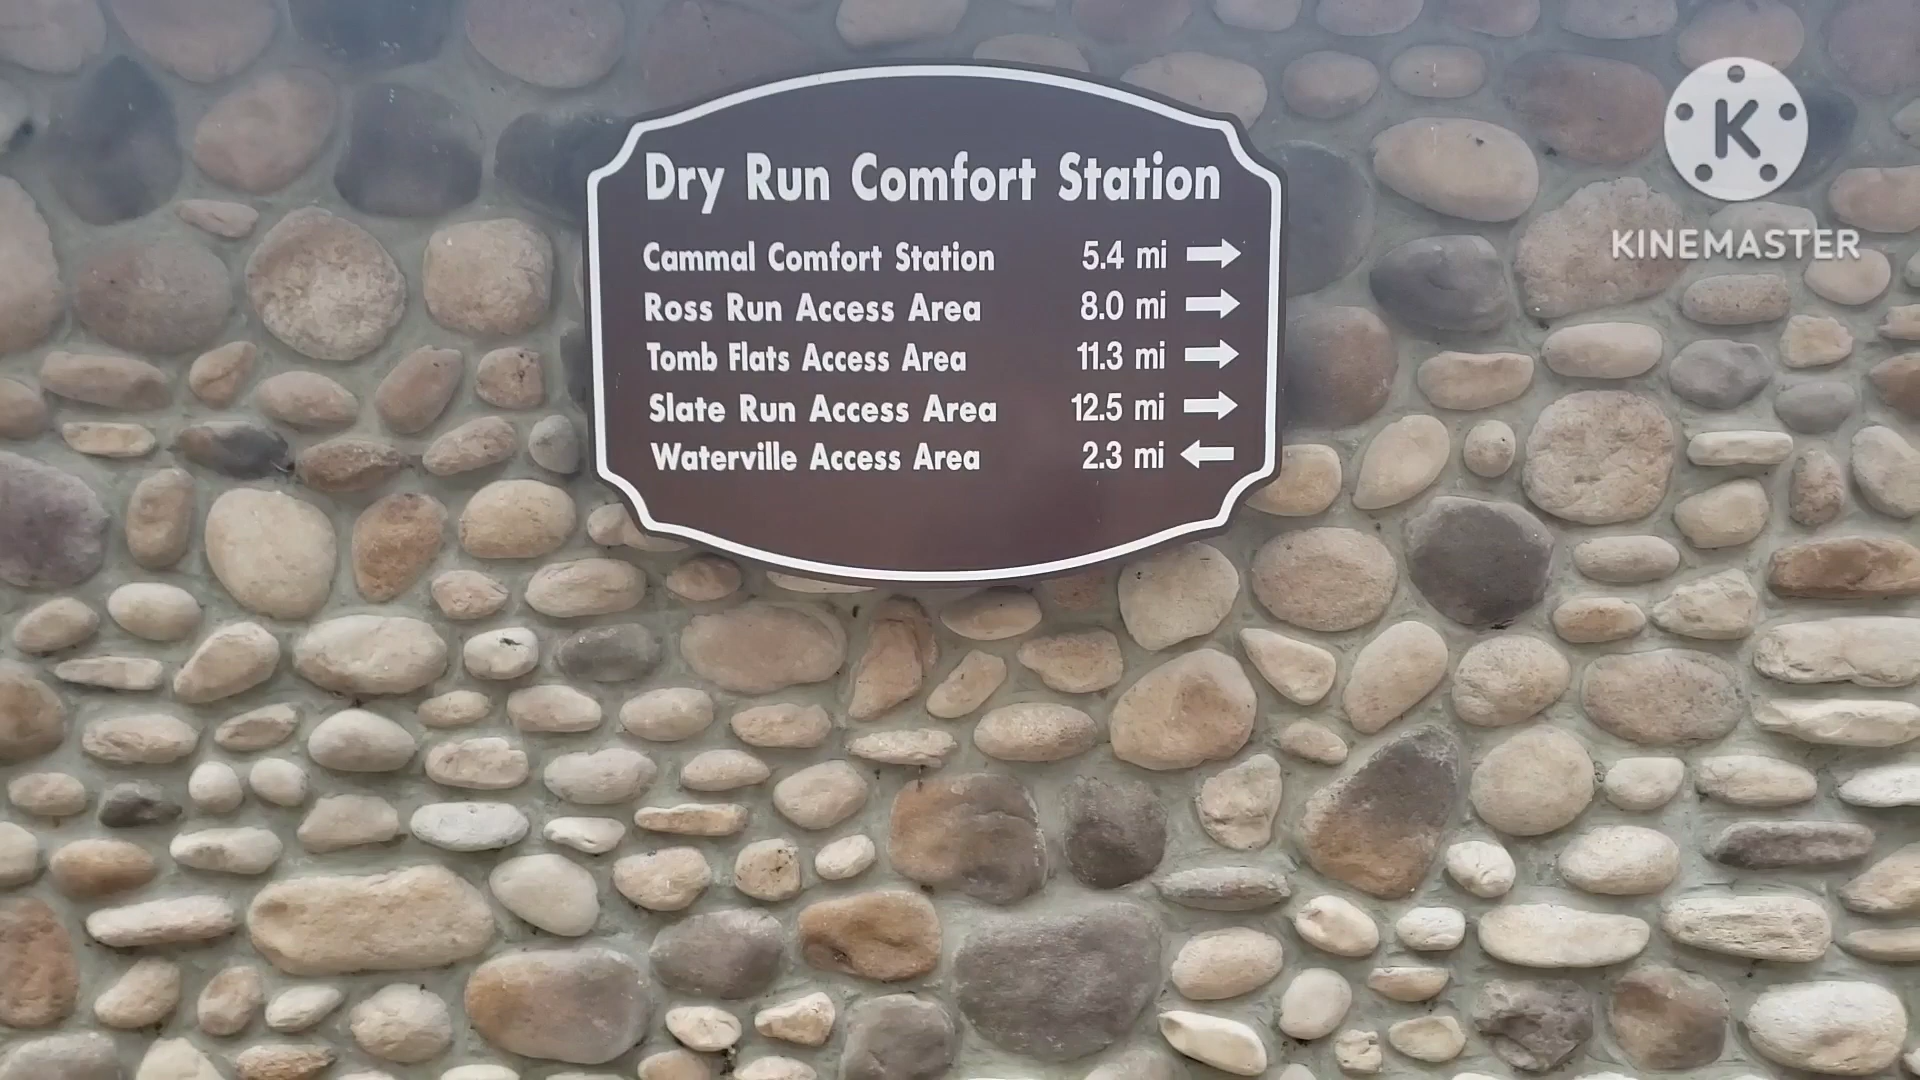 Dry Run Comfort Station
Cammal Comfort Station 5.4 mi →
Ross Run Access Area 8.0 mi →
Tomb Flats Access Area 11.3 mi →
Slate Run Access Area 12.5 mi →
Waterville Access Area 2.3 mi ←
K
KINEMASTER